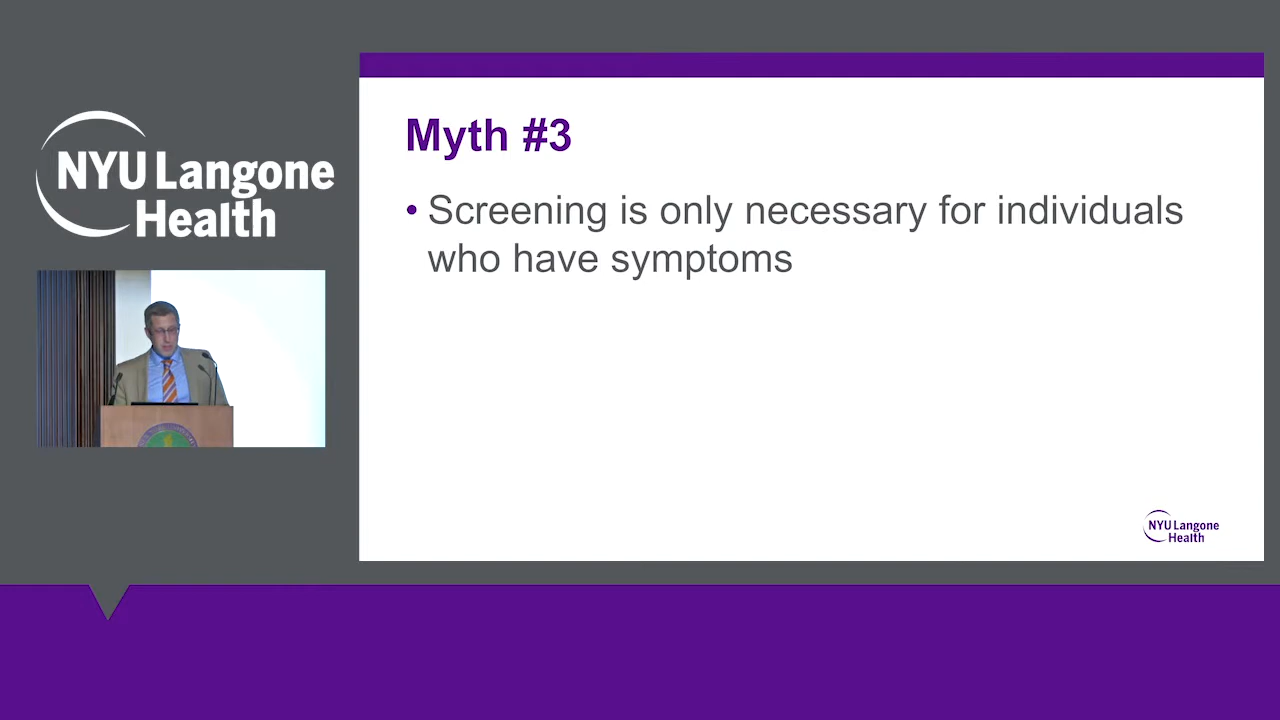 NYU Langone
Health
Myth #3
• Screening is only necessary for individuals
who have symptoms
NYU Langone
Health